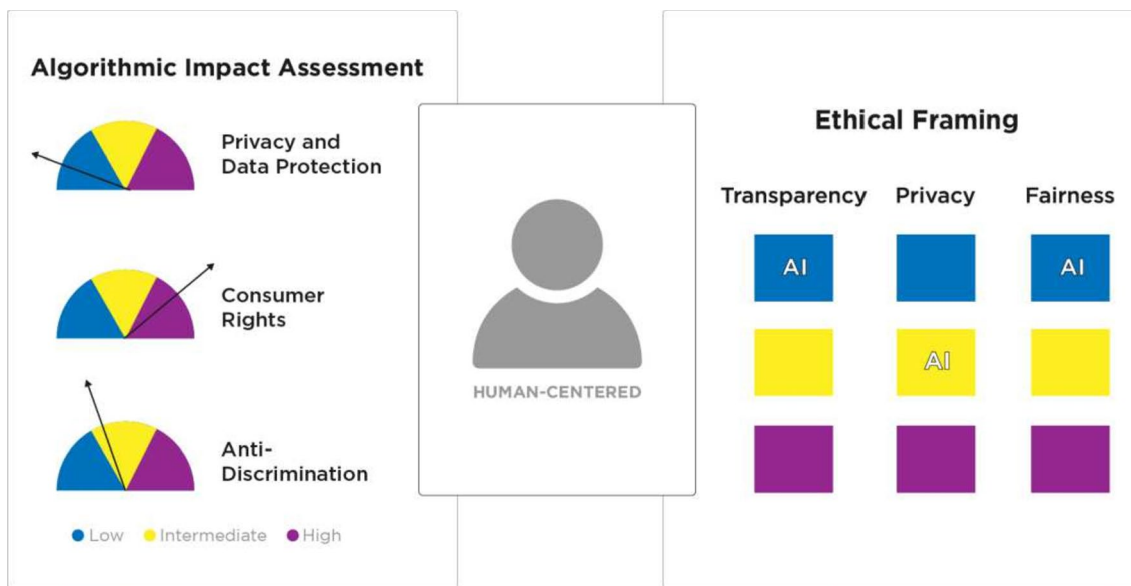 Algorithmic Impact Assessment
Privacy and
Data Protection
Consumer
Rights
Anti-
Discrimination
Low Intermediate High
HUMAN-CENTERED
Ethical Framing
Transparency Privacy Fairness
AI AI
AI